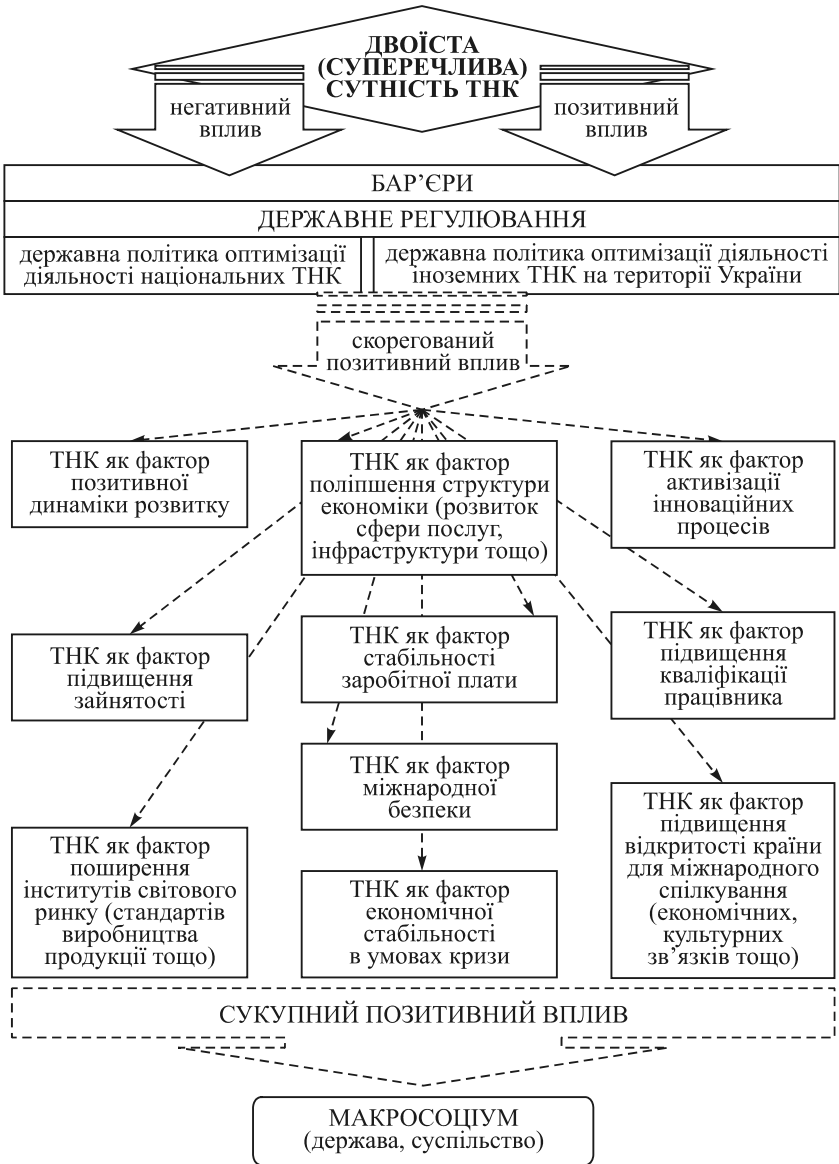 ДВОЇСТА
(СУПЕРЕЧЛИВА)
СУТНІСТЬ ТНК
негативний
вплив
позитивний
вплив
БАР’ЄРИ
ДЕРЖАВНЕ РЕГУЛЮВАННЯ
державна політика оптимізації
діяльності національних ТНК
державна політика оптимізації діяльності
іноземних ТНК на території України
скорегований
позитивний вплив
ТНК як фактор
позитивної
динаміки розвитку
ТНК як фактор
поліпшення структури
економіки (розвиток
сфери послуг,
інфраструктури тощо)
ТНК як фактор
активізації
інноваційних
процесів
ТНК як фактор
підвищення
зайнятості
ТНК як фактор
стабільності
заробітної плати
ТНК як фактор
підвищення
кваліфікації
працівника
ТНК як фактор
міжнародної
безпеки
ТНК як фактор
поширення
інститутів світового
ринку (стандартів
виробництва
продукції тощо)
ТНК як фактор
економічної
стабільності
в умовах кризи
ТНК як фактор
підвищення
відкритості країни
для міжнародного
спілкування
(економічних,
культурних
зв’язків тощо)
СУКУПНИЙ ПОЗИТИВНИЙ ВПЛИВ
МАКРОСОЦІУМ
(держава, суспільство)